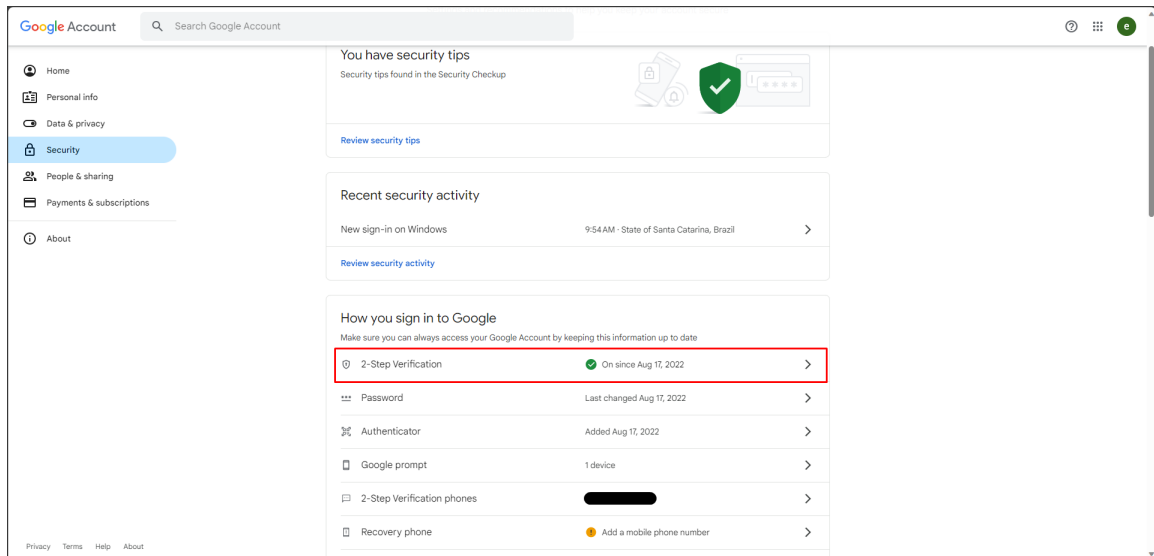 Google Account
Search Google Account
e
Home
Personal info
Data & privacy
Security
People & sharing
Payments & subscriptions
About
You have security tips
Security tips found in the Security Checkup
Review security tips
Recent security activity
New sign-in on Windows 9:54 AM · State of Santa Catarina, Brazil
Review security activity
How you sign in to Google
Make sure you can always access your Google Account by keeping this information up to date
2-Step Verification On since Aug 17, 2022
Password Last changed Aug 17, 2022
Authenticator Added Aug 17, 2022
Google prompt 1 device
2-Step Verification phones
Recovery phone Add a mobile phone number
Privacy Terms Help About